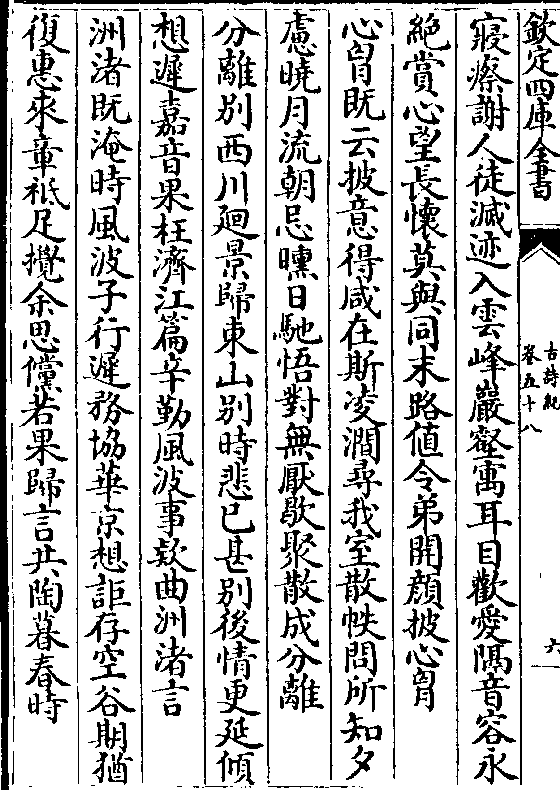 欽定四庫全書
古詩紀
卷五十八
六
寢瘵謝人徒滅迹入雲峰巖壑寓耳目歡愛隔音容永
絶賞心望長懷莫與同末路值令弟開顔披心胷
心胷既云披意得咸在斯凌澗尋我室散帙問所知夕
慮曉月流朝忌曛日馳悟對無厭歇聚散成分離
分離别西川廻景歸東山别時悲已甚别後情更延傾
想遲嘉音果枉濟江篇辛勤風波事欵曲洲渚言
洲渚既淹時風波子行遲務協華京想詎存空谷期猶
復惠來章祗足攪余思儻若果歸言共陶暮春時